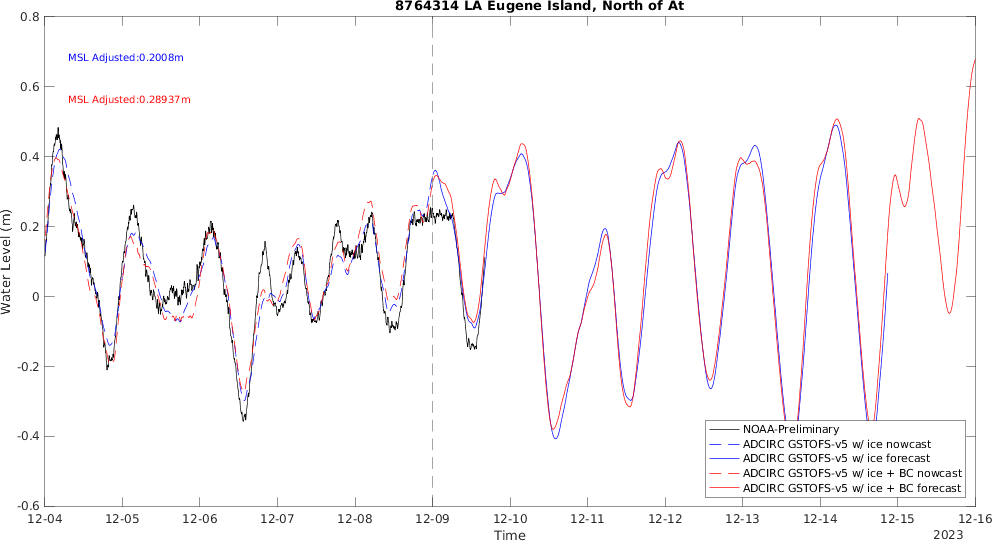 8764314 LA Eugene Island, North of At
MSL Adjusted:0.2008m
MSL Adjusted:0.28937m
Water Level (m)
0.8
0.6
0.4
0.2
0
-0.2
-0.4
-0.6
NOAA-Preliminary
ADCIRC GSTOFS-v5 w/ ice nowcast
ADCIRC GSTOFS-v5 w/ ice forecast
ADCIRC GSTOFS-v5 w/ ice + BC nowcast
ADCIRC GSTOFS-v5 w/ ice + BC forecast
12-04 12-05 12-06 12-07 12-08 12-09 12-10 12-11 12-12 12-13 12-14 12-15 12-16
Time
2023